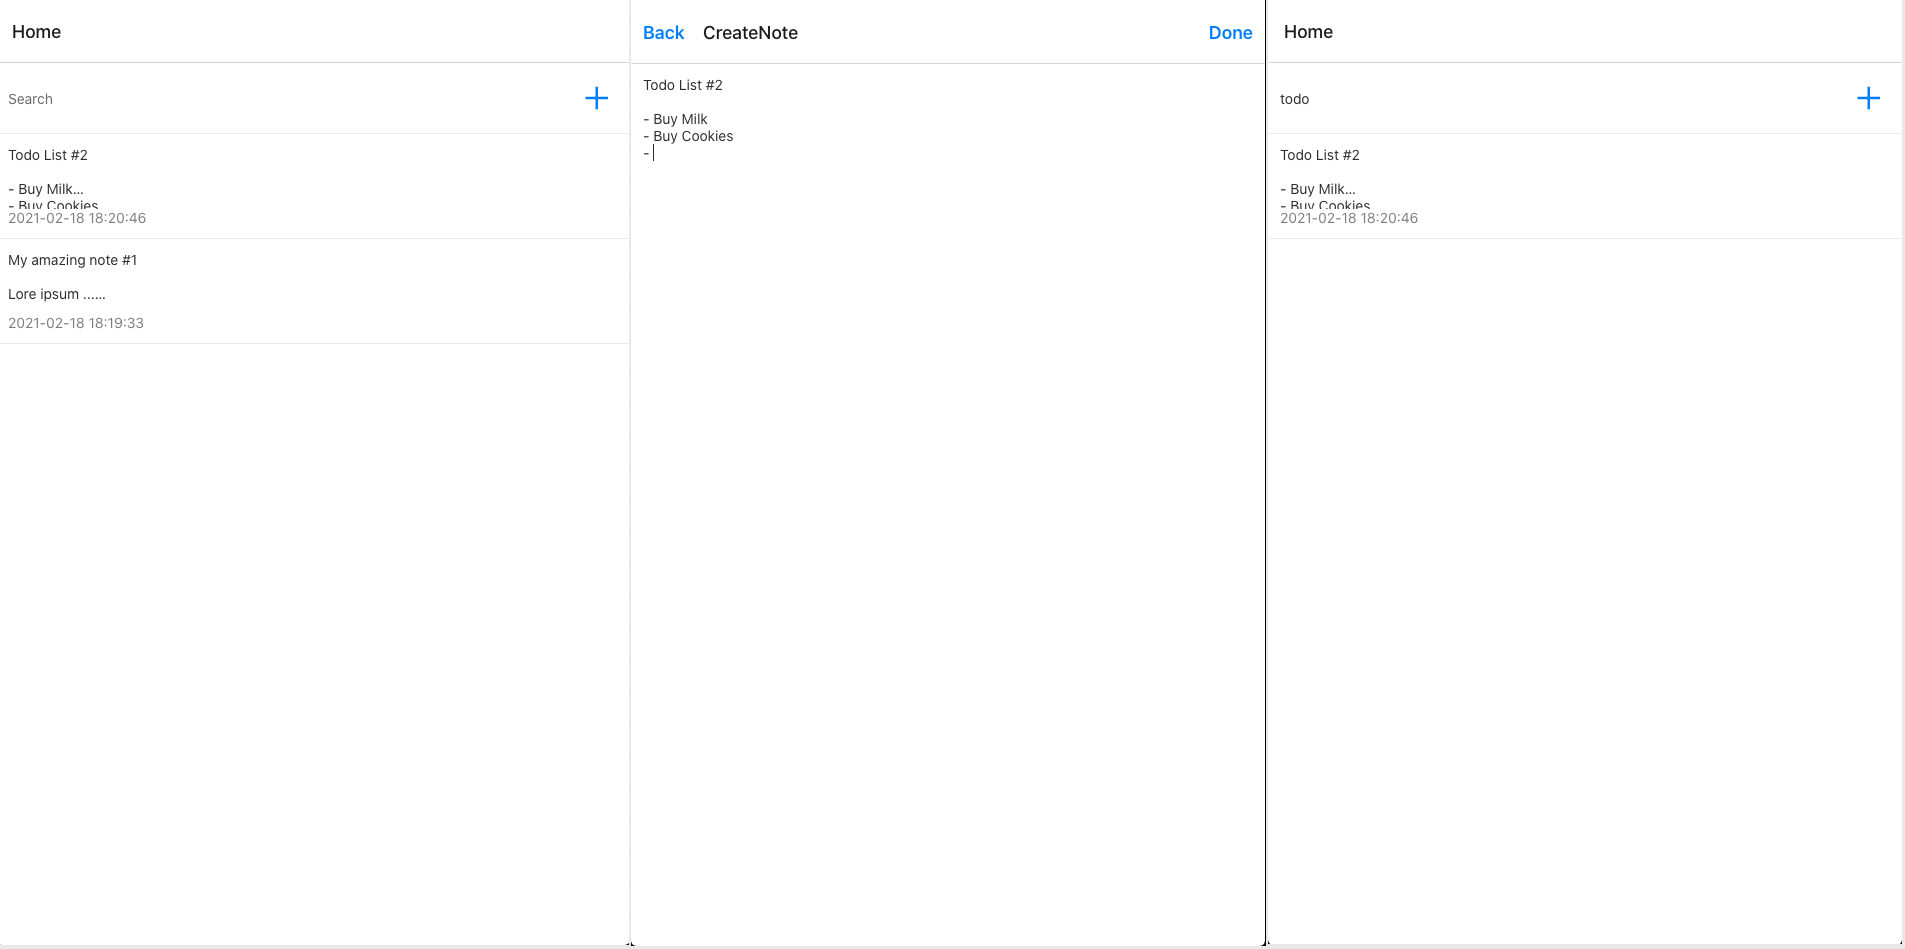 Home
Search
Todo List #2
- Buy Milk...
- Buy Cookies
2021-02-18 18:20:46
My amazing note #1
Lore ipsum ......
2021-02-18 18:19:33
Back CreateNote Done
Todo List #2
- Buy Milk
- Buy Cookies
-
Home
todo
Todo List #2
- Buy Milk...
- Buy Cookies
2021-02-18 18:20:46